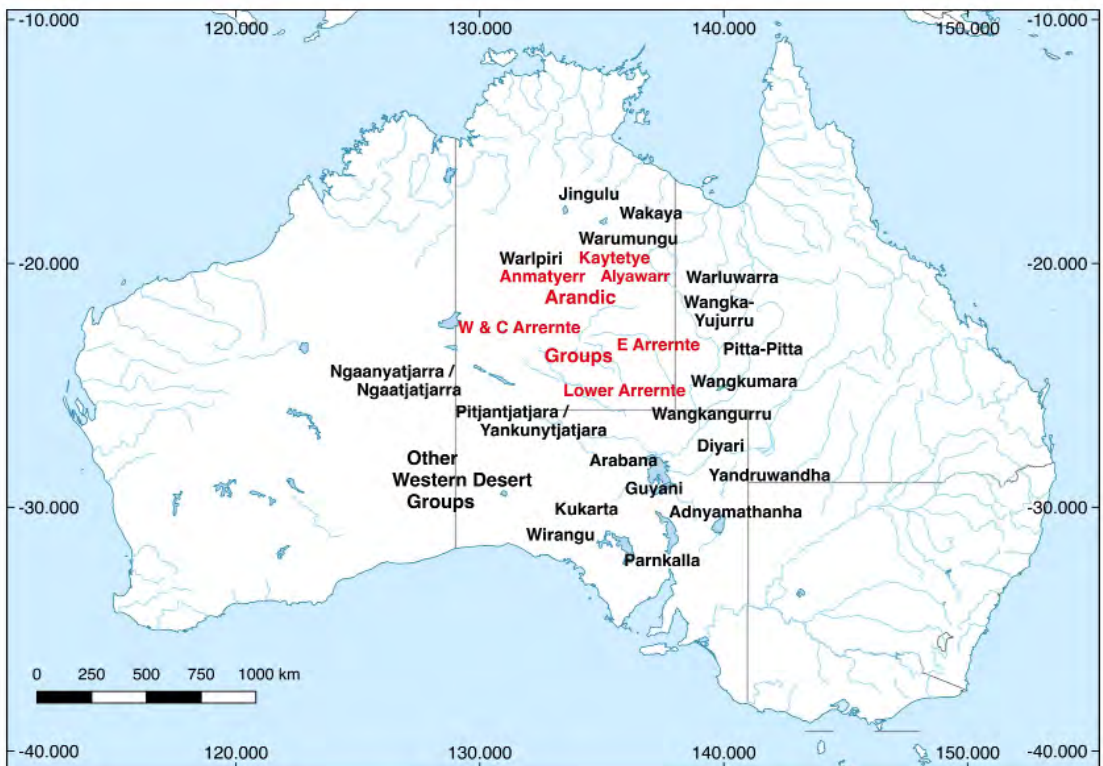 120.000 130.000 140.000 150.000
-10.000 -10.000
Jingulu
Wakaya
Warumungu
Warlpiri Kaytetye
-20.000 -20.000
Anmatyerr Alyawarr Warluwarra
Arandic
Wangka-
Yujurru
W & C Arrernte
E Arrernte
Pitta-Pitta
Groups
Ngaanyatjarra /
Ngaatjatjarra
Lower Arrernte
Wangkumara
Pitjantjatjara /
Yankunytjatjara
Wangkangurru
Diyari
Other
Western Desert
Groups
Arabana
Yandruwandha
Guyani
-30.000 -30.000
Kukarta
Adnyamathanha
Wirangu
Parnkalla
0 250 500 750 1000 km
-40.000 -40.000
120.000 130.000 140.000 150.000